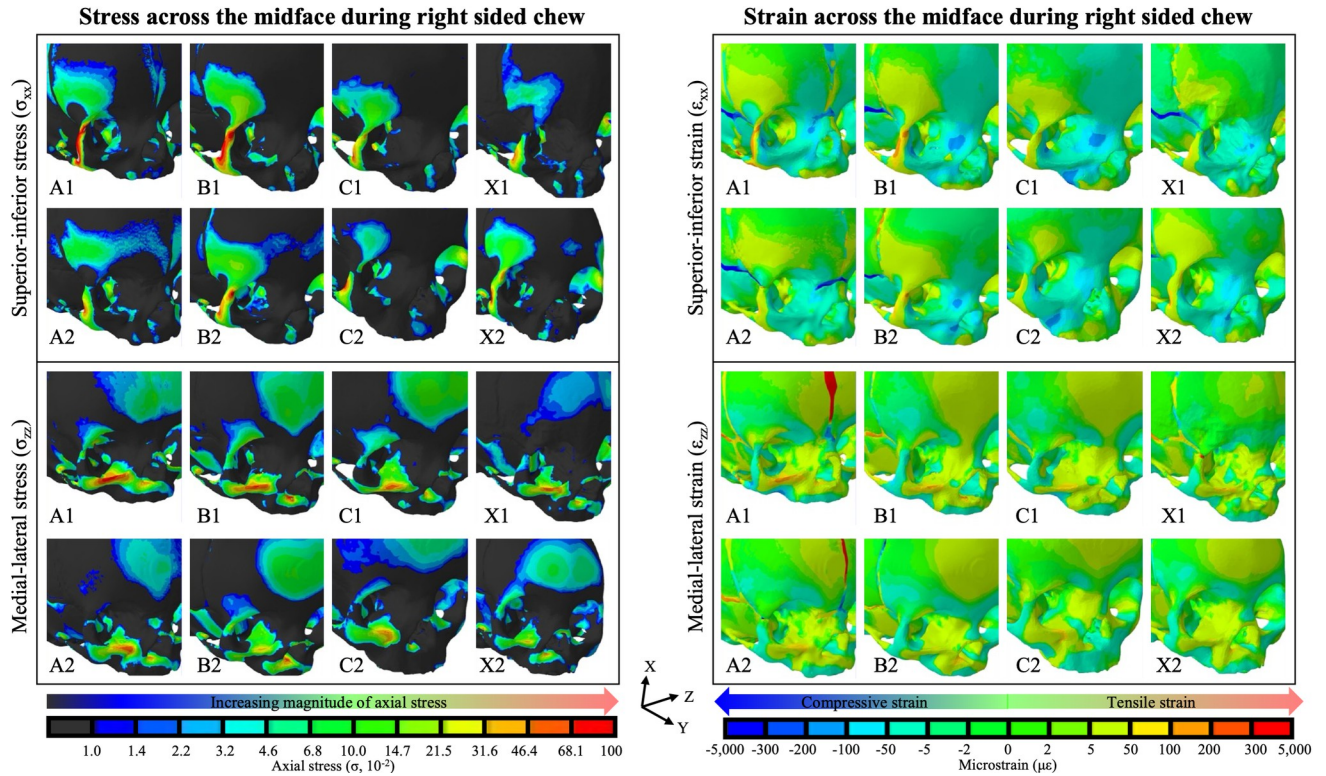 Stress across the midface during right sided chew
Superior-inferior stress (σxx)
A1 B1 C1 X1
A2 B2 C2 X2
Medial-lateral stress (σzz)
A1 B1 C1 X1
A2 B2 C2 X2
Increasing magnitude of axial stress
1.0 1.4 2.2 3.2 4.6 6.8 10.0 14.7 21.5 31.6 46.4 68.1 100
Axial stress (σ, 10-2)
X
Z
Y
Strain across the midface during right sided chew
Superior-inferior strain (εxx)
A1 B1 C1 X1
A2 B2 C2 X2
Medial-lateral strain (εzz)
A1 B1 C1 X1
A2 B2 C2 X2
Compressive strain Tensile strain
-5,000 -300 -200 -100 -50 -5 -2 0 2 5 50 100 200 300 5,000
Microstrain (με)